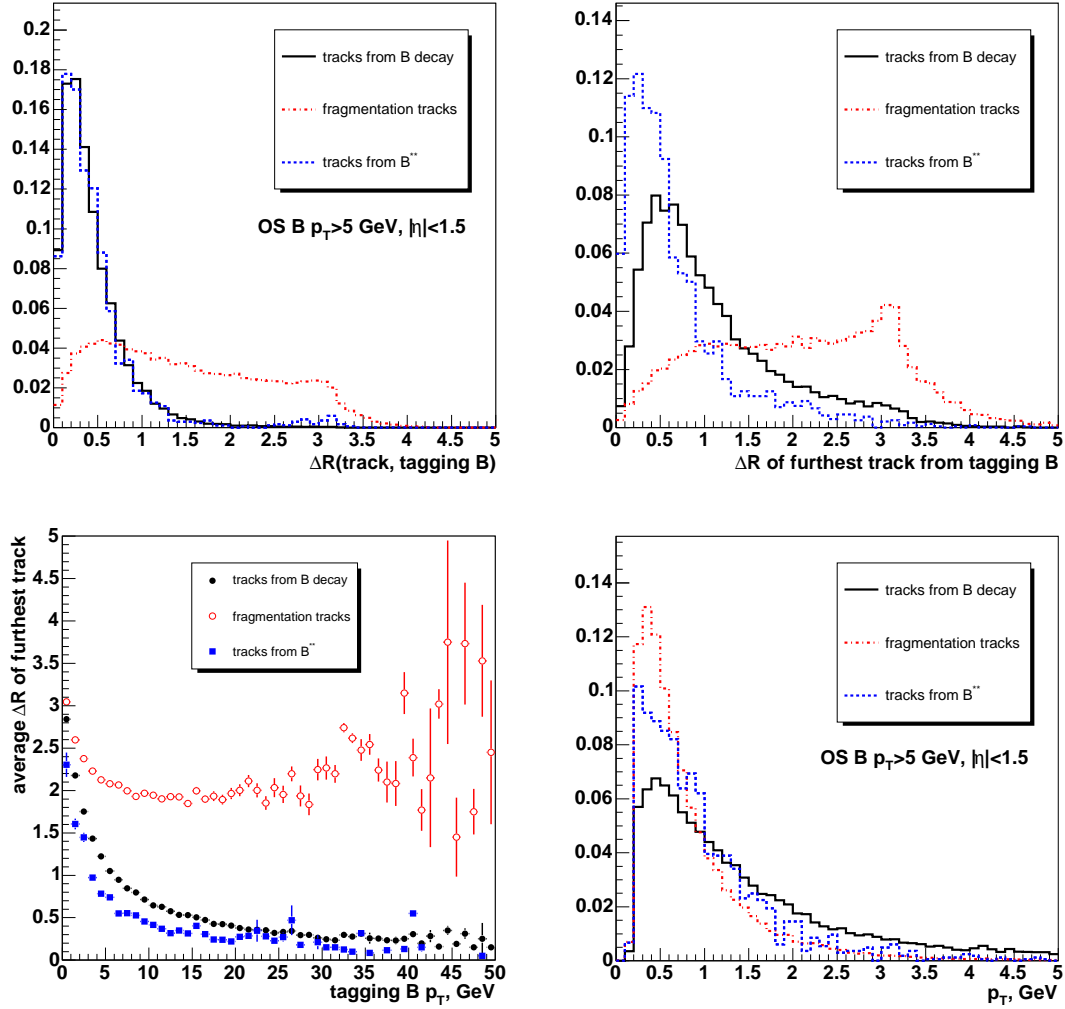 0.2
0.18
0.16
0.14
0.12
0.1
0.08
0.06
0.04
0.02
0
tracks from B decay
fragmentation tracks
tracks from B**
OS B pT>5 GeV, |η|<1.5
0 0.5 1 1.5 2 2.5 3 3.5 4 4.5 5
ΔR(track, tagging B)
0.14
0.12
0.1
0.08
0.06
0.04
0.02
0
tracks from B decay
fragmentation tracks
tracks from B**
0 0.5 1 1.5 2 2.5 3 3.5 4 4.5 5
ΔR of furthest track from tagging B
average ΔR of furthest track
5
4.5
4
3.5
3
2.5
2
1.5
1
0.5
0
tracks from B decay
fragmentation tracks
tracks from B**
0 5 10 15 20 25 30 35 40 45 50
tagging B pT, GeV
0.14
0.12
0.1
0.08
0.06
0.04
0.02
0
tracks from B decay
fragmentation tracks
tracks from B**
OS B pT>5 GeV, |η|<1.5
0 0.5 1 1.5 2 2.5 3 3.5 4 4.5 5
pT, GeV